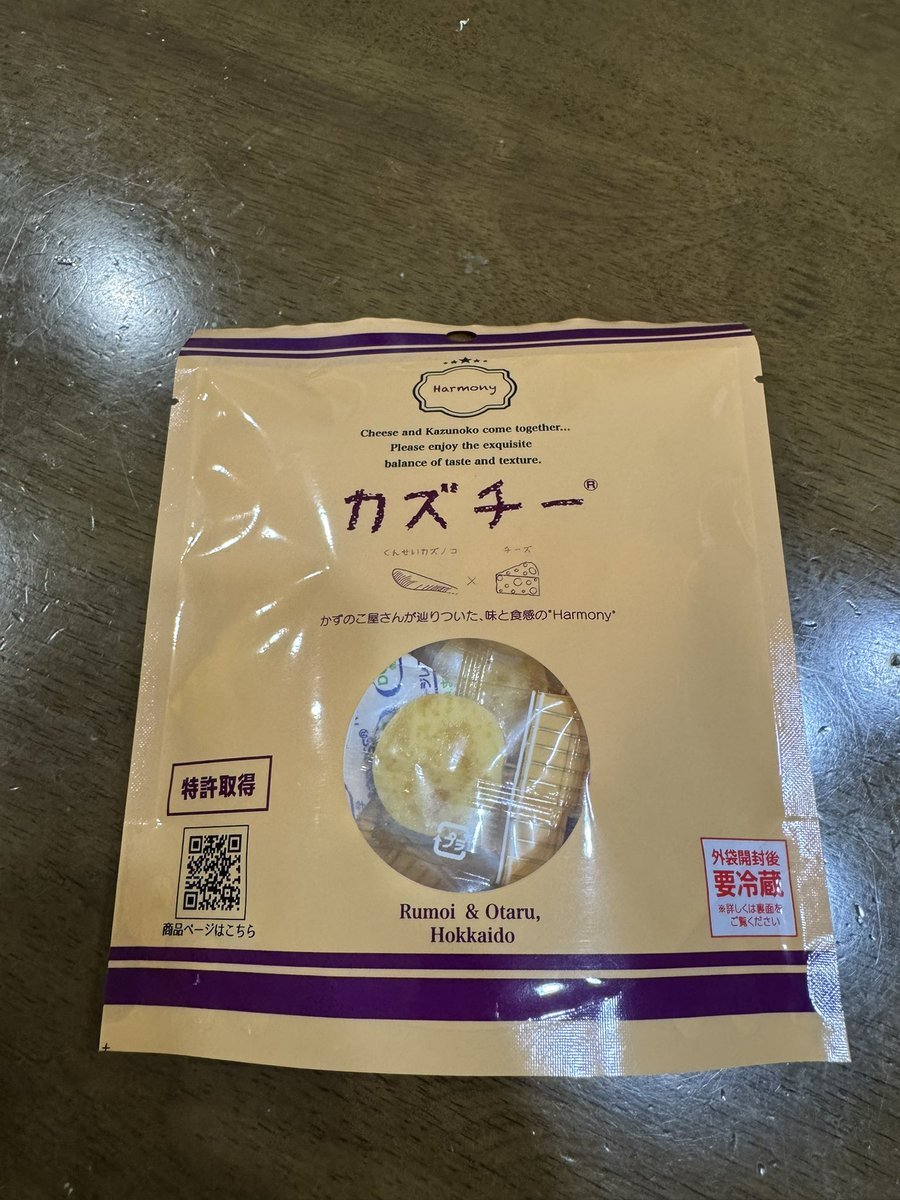 Harmony
Cheese and Kazunoko come together...
Please enjoy the exquisite
balance of taste and texture.
カズチー®
くんせいカズノコ × チーズ
かずのこ屋さんが辿りついた、味と食感の"Harmony"
プラ
特許取得
商品ページはこちら
外袋開封後
要冷蔵
※詳しくは裏面を
ご覧ください
Rumoi & Otaru,
Hokkaido